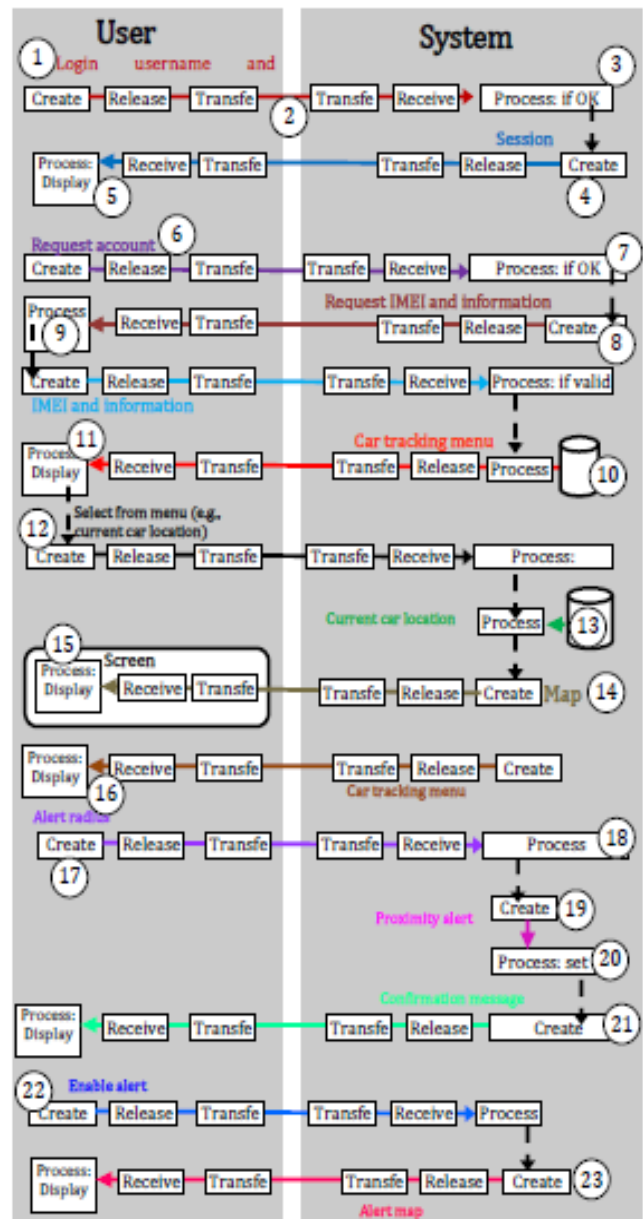 User System
1 Login username and 3
Create Release Transfe 2 Transfe Receive Process: if OK
Session
Process: Display Receive Transfe Transfe Release Create
5 4
Request account 6 7
Create Release Transfe Transfe Receive Process: if OK
Request IMEI and information
Process Receive Transfe Transfe Release Create
9 8
Create Release Transfe Transfe Receive Process: if valid
IMEI and information
11 Car tracking menu
Process: Display Receive Transfe Transfe Release Process 10
Select from menu (e.g.,
12 current car location)
Create Release Transfe Transfe Receive Process:
Current car location Process 13
15 Screen
Process: Display Receive Transfe Transfe Release Create Map 14
Process: Display Receive Transfe Transfe Release Create
16 Car tracking menu
Alert radius 18
Create Release Transfe Transfe Receive Process
17
Create 19
Proximity alert
Process: set 20
Confirmation message
Process: Display Receive Transfe Transfe Release Create 21
22 Enable alert
Create Release Transfe Transfe Receive Process
Process: Display Receive Transfe Transfe Release Create 23
Alert map